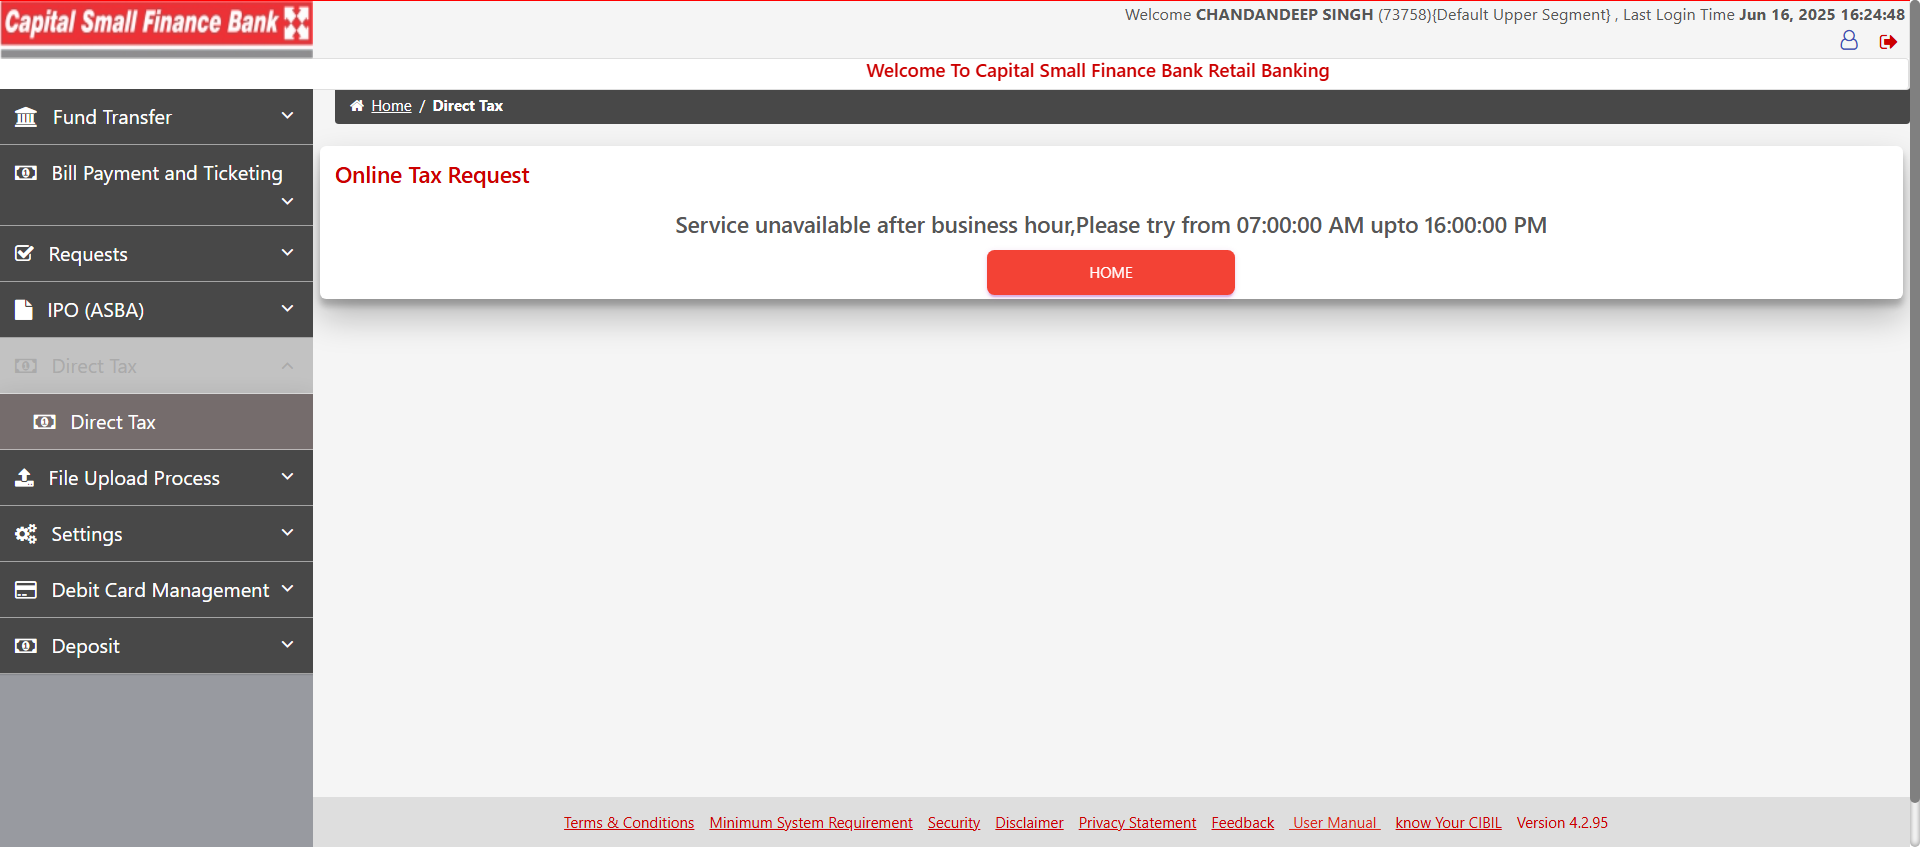 Capital Small Finance Bank
Welcome CHANDANDEEP SINGH (73758){Default Upper Segment} , Last Login Time Jun 16, 2025 16:24:48
Welcome To Capital Small Finance Bank Retail Banking
Home / Direct Tax
Fund Transfer
Bill Payment and Ticketing
Requests
IPO (ASBA)
Direct Tax
Direct Tax
File Upload Process
Settings
Debit Card Management
Deposit
Online Tax Request
Service unavailable after business hour,Please try from 07:00:00 AM upto 16:00:00 PM
HOME
Terms & Conditions Minimum System Requirement Security Disclaimer Privacy Statement Feedback User Manual know Your CIBIL Version 4.2.95